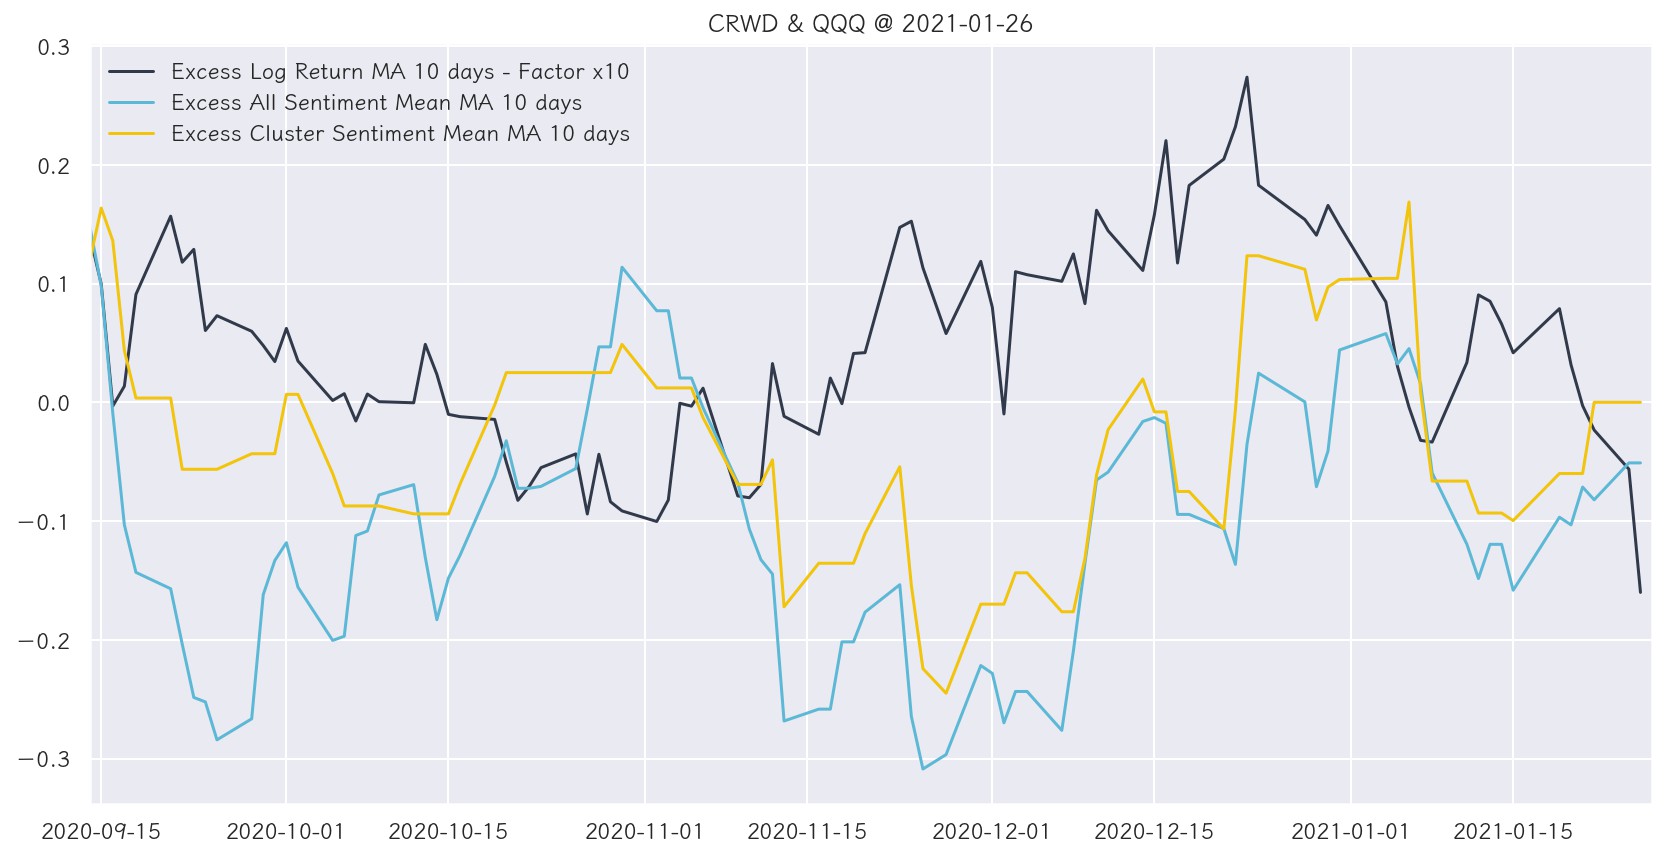 CRWD & QQQ @ 2021-01-26
Excess Log Return MA 10 days - Factor x10
Excess All Sentiment Mean MA 10 days
Excess Cluster Sentiment Mean MA 10 days
0.3
0.2
0.1
0.0
−0.1
−0.2
−0.3
2020-09-15 2020-10-01 2020-10-15 2020-11-01 2020-11-15 2020-12-01 2020-12-15 2021-01-01 2021-01-15